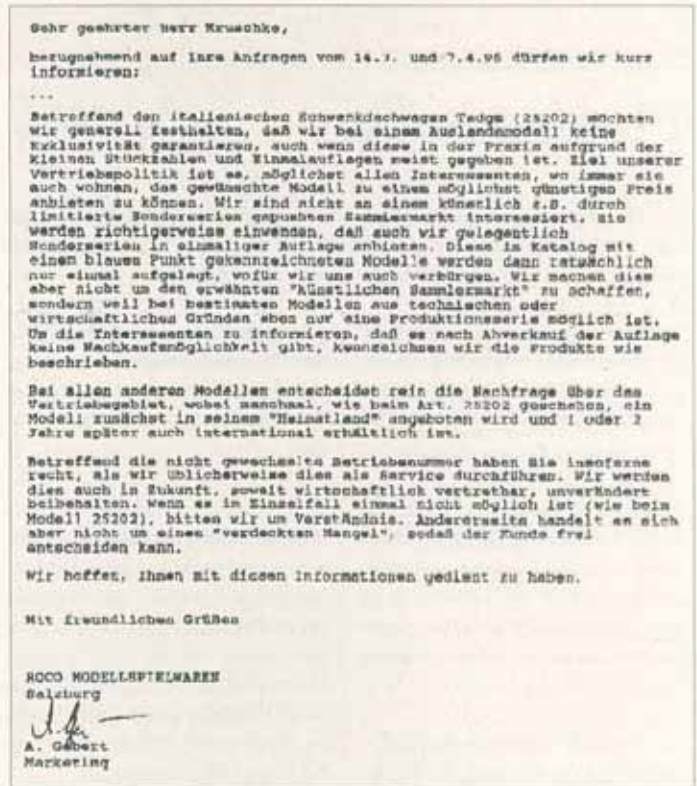 Sehr geehrter Herr Kruschke,
bezugnehmend auf Ihre Anfragen vom 14.3. und 7.4.95 dürfen wir kurz
informieren:
...
Betreffend den italienischen Schwenkdachwagen Tadgs (25202) möchten
wir generell festhalten, daß wir bei einem Auslandsmodell keine
Exklusivität garantieren, auch wenn diese in der Praxis aufgrund der
kleinen Stückzahlen und Einmalauflagen meist gegeben ist. Ziel unserer
Vertriebspolitik ist es, möglichst allen Interessenten, wo immer sie
auch wohnen, das gewünschte Modell zu einem möglichst günstigen Preis
anbieten zu können. Wir sind nicht an einem künstlich z.B. durch
limitierte Sonderserien gepushten Sammlermarkt interessiert. Sie
werden richtigerweise einwenden, daß auch wir gelegentlich
Sonderserien in einmaliger Auflage anbieten. Diese im Katalog mit
einem blauen Punkt gekennzeichneten Modelle werden dann tatsächlich
nur einmal aufgelegt, wofür wir uns auch verbürgen. Wir machen dies
aber nicht um den erwähnten "künstlichen Sammlermarkt" zu schaffen,
sondern weil bei bestimmten Modellen aus technischen oder
wirtschaftlichen Gründen eben nur eine Produktionsserie möglich ist.
Um die Interessenten zu informieren, daß es nach Abverkauf der Auflage
keine Nachkaufmöglichkeit gibt, kennzeichnen wir die Produkte wie
beschrieben.
Bei allen anderen Modellen entscheidet rein die Nachfrage über das
Vertriebsgebiet, wobei manchmal, wie beim Art. 25202 geschehen, ein
Modell zunächst in seinem "Heimatland" angeboten wird und 1 oder 2
Jahre später auch international erhältlich ist.
Betreffend die nicht gewechselte Betriebsnummer haben Sie insoferne
recht, als wir üblicherweise dies als Service durchführen. Wir werden
dies auch in Zukunft, soweit wirtschaftlich vertretbar, unverändert
beibehalten. Wenn es im Einzelfall einmal nicht möglich ist (wie beim
Modell 25202), bitten wir um Verständnis. Andererseits handelt es sich
aber nicht um einen "verdeckten Mangel", sodaß der Kunde frei
entscheiden kann.
Wir hoffen, Ihnen mit diesen Informationen gedient zu haben.
Mit freundlichen Grüßen
ROCO MODELLSPIELWAREN
Salzburg
A. Gebert
Marketing